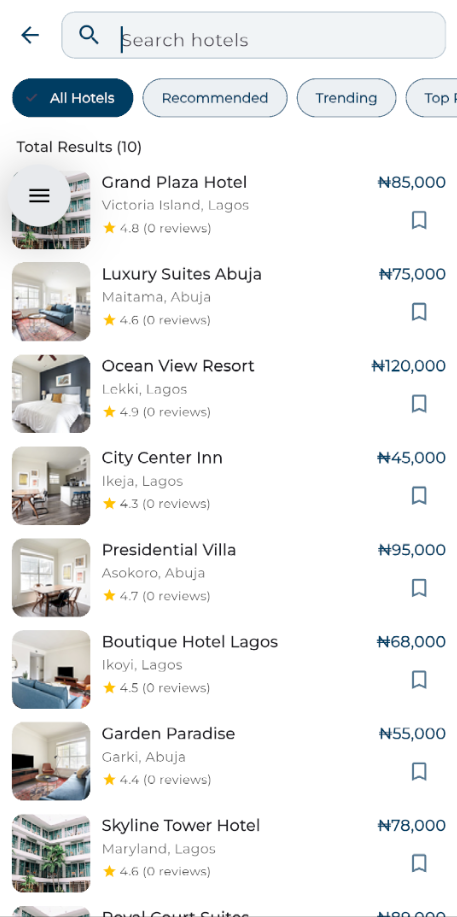 Search hotels
All Hotels
Recommended
Trending
Top
Total Results (10)
Grand Plaza Hotel
₦85,000
Victoria Island, Lagos
4.8 (0 reviews)
Luxury Suites Abuja
₦75,000
Maitama, Abuja
4.6 (0 reviews)
Ocean View Resort
₦120,000
Lekki, Lagos
4.9 (0 reviews)
City Center Inn
₦45,000
Ikeja, Lagos
4.3 (0 reviews)
Presidential Villa
₦95,000
Asokoro, Abuja
4.7 (0 reviews)
Boutique Hotel Lagos
₦68,000
Ikoyi, Lagos
4.5 (0 reviews)
Garden Paradise
₦55,000
Garki, Abuja
4.4 (0 reviews)
Skyline Tower Hotel
₦78,000
Maryland, Lagos
4.6 (0 reviews)
Royal Court Suites
₦89,000